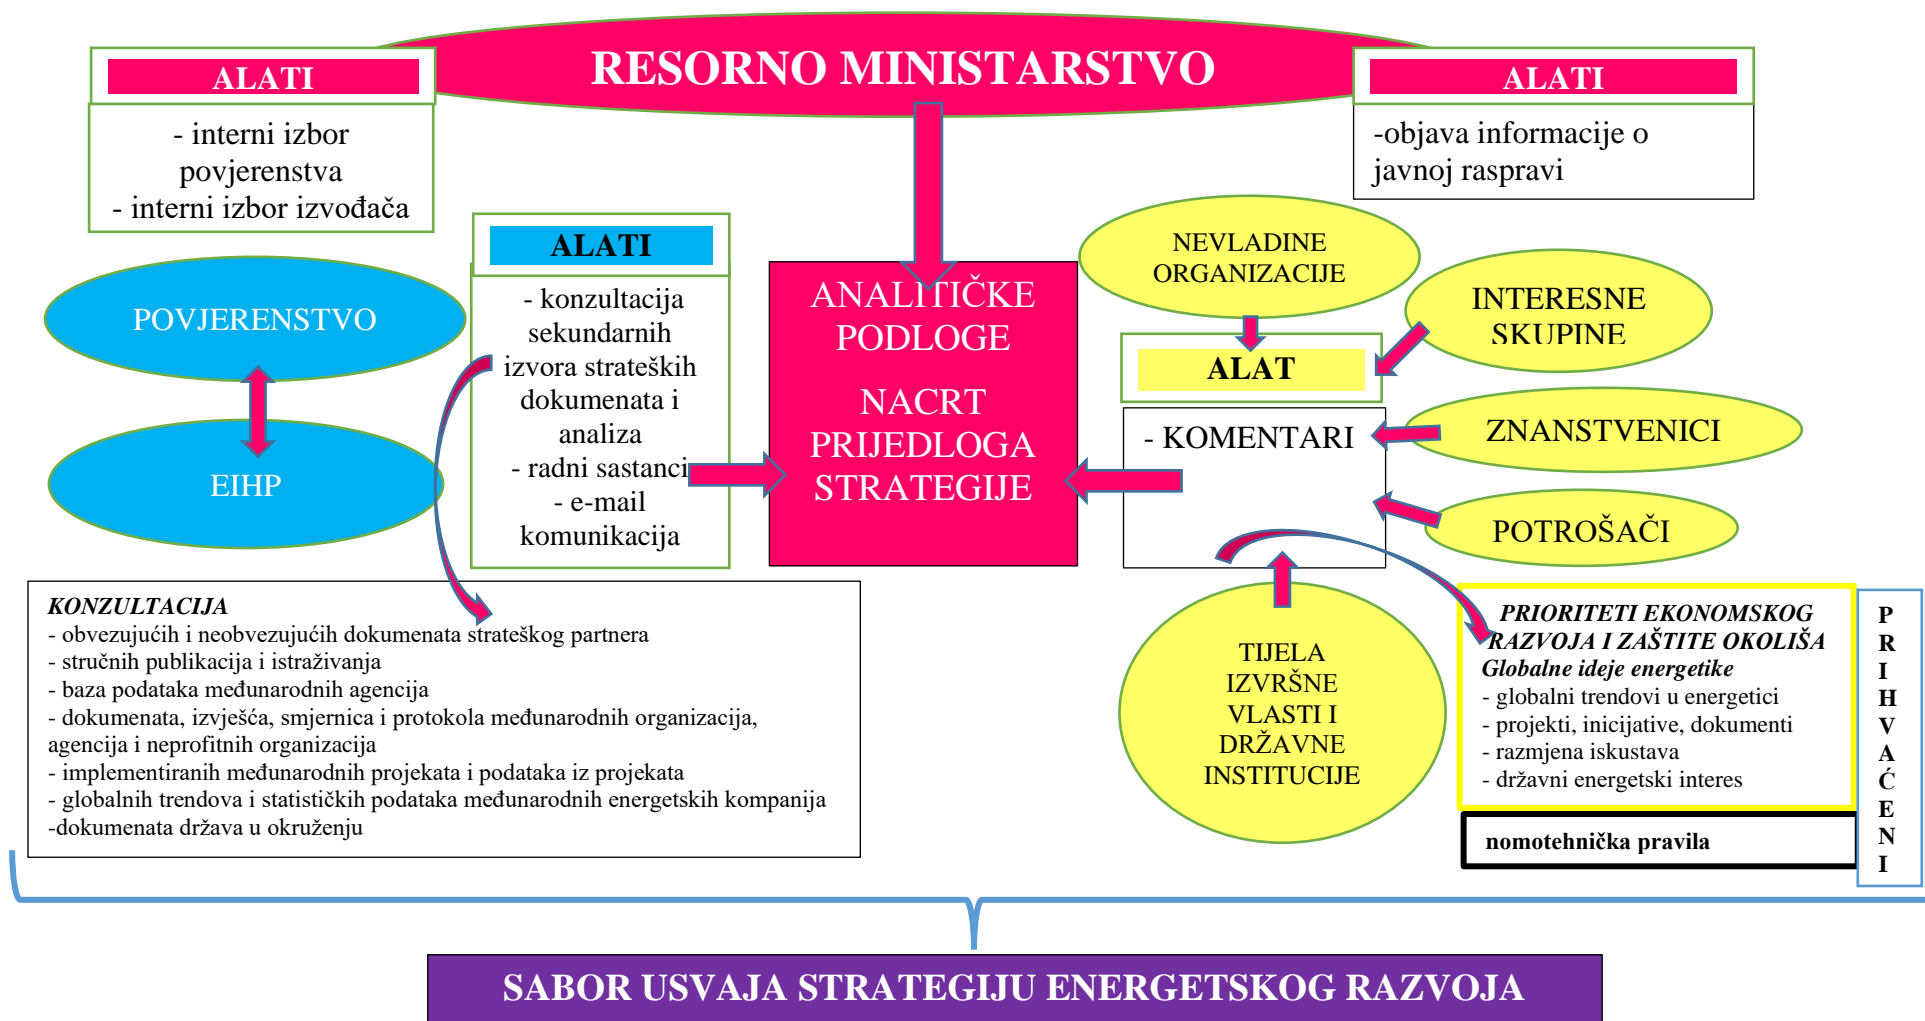 RESORNO MINISTARSTVO
ALATI
- interni izbor
povjerenstva
- interni izbor izvođača
ALATI
-objava informacije o
javnoj raspravi
POVJERENSTVO
EIHP
ALATI
- konzultacija
sekundarnih
izvora strateških
dokumenata i
analiza
- radni sastanci
- e-mail
komunikacija
ANALITIČKE
PODLOGE
NACRT
PRIJEDLOGA
STRATEGIJE
NEVLADINE
ORGANIZACIJE
INTERESNE
SKUPINE
ALAT
- KOMENTARI
ZNANSTVENICI
POTROŠAČI
TIJELA
IZVRŠNE
VLASTI I
DRŽAVNE
INSTITUCIJE
KONZULTACIJA
- obvezujućih i neobvezujućih dokumenata strateškog partnera
- stručnih publikacija i istraživanja
- baza podataka međunarodnih agencija
- dokumenata, izvješća, smjernica i protokola međunarodnih organizacija,
agencija i neprofitnih organizacija
- implementiranih međunarodnih projekata i podataka iz projekata
- globalnih trendova i statističkih podataka međunarodnih energetskih kompanija
-dokumenata država u okruženju
PRIORITETI EKONOMSKOG
RAZVOJA I ZAŠTITE OKOLIŠA
Globalne ideje energetike
- globalni trendovi u energetici
- projekti, inicijative, dokumenti
- razmjena iskustava
- državni energetski interes
nomotehnička pravila
P
R
I
H
V
A
Ć
E
N
I
SABOR USVAJA STRATEGIJU ENERGETSKOG RAZVOJA